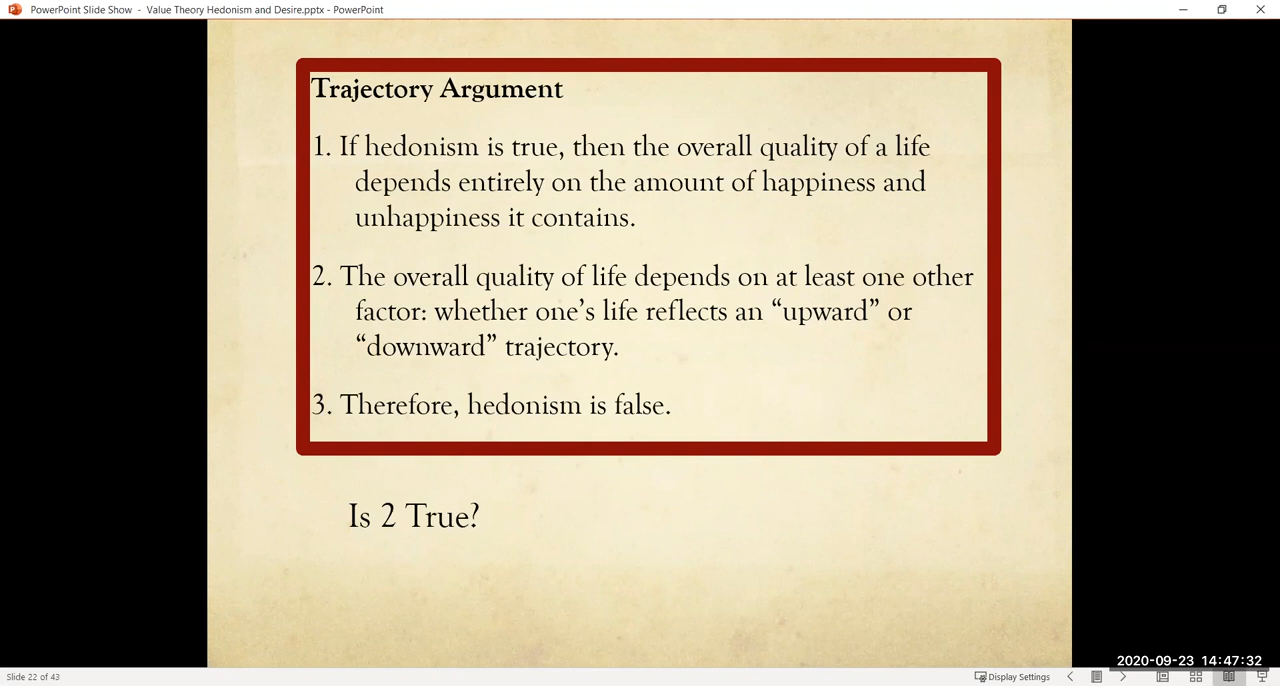 PowerPoint Slide Show - Value Theory Hedonism and Desire.pptx - PowerPoint
Trajectory Argument
1. If hedonism is true, then the overall quality of a life
depends entirely on the amount of happiness and
unhappiness it contains.
2. The overall quality of life depends on at least one other
factor: whether one’s life reflects an “upward” or
“downward” trajectory.
3. Therefore, hedonism is false.
Is 2 True?
2020-09-23 14:47:32
Slide 22 of 43
Display Settings